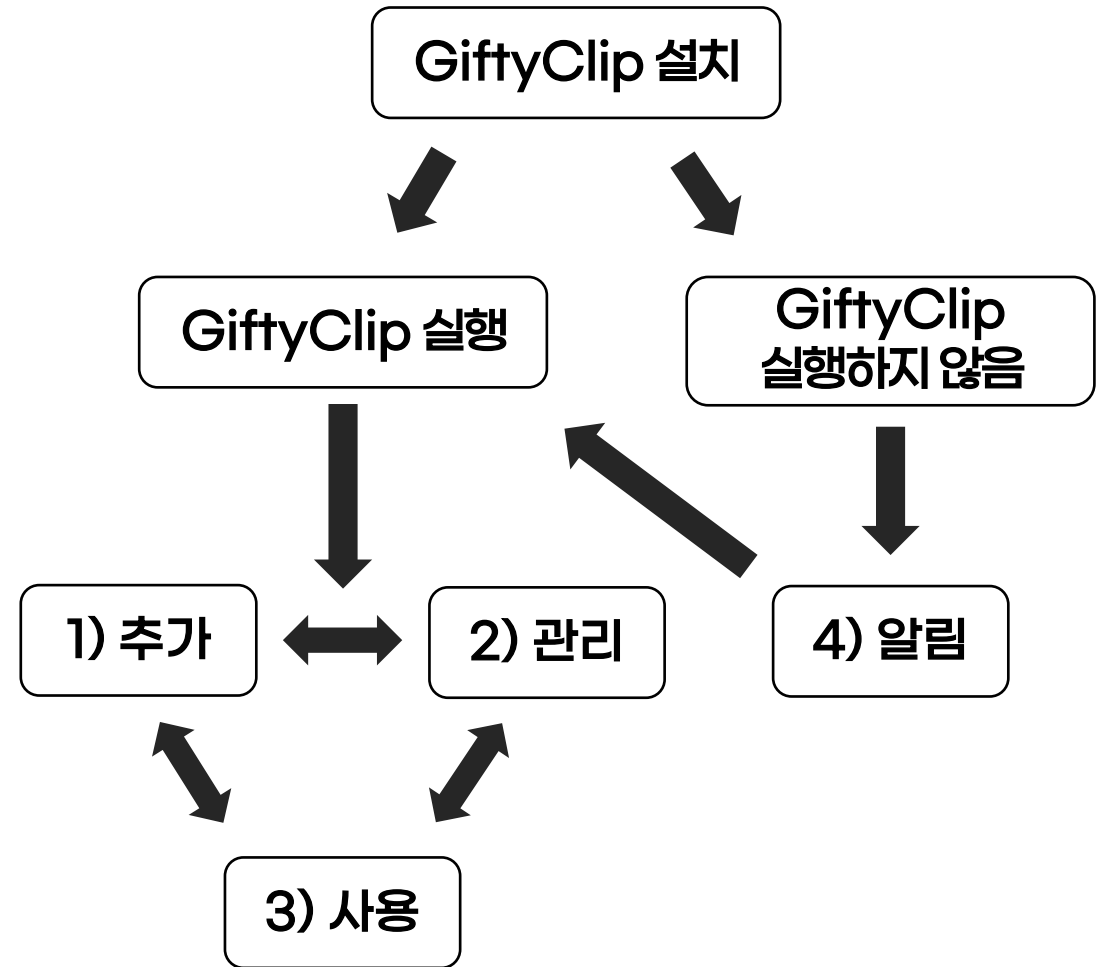 GiftyClip 설치
GiftyClip 실행
GiftyClip
실행하지 않음
1) 추가
2) 관리
4) 알림
3) 사용